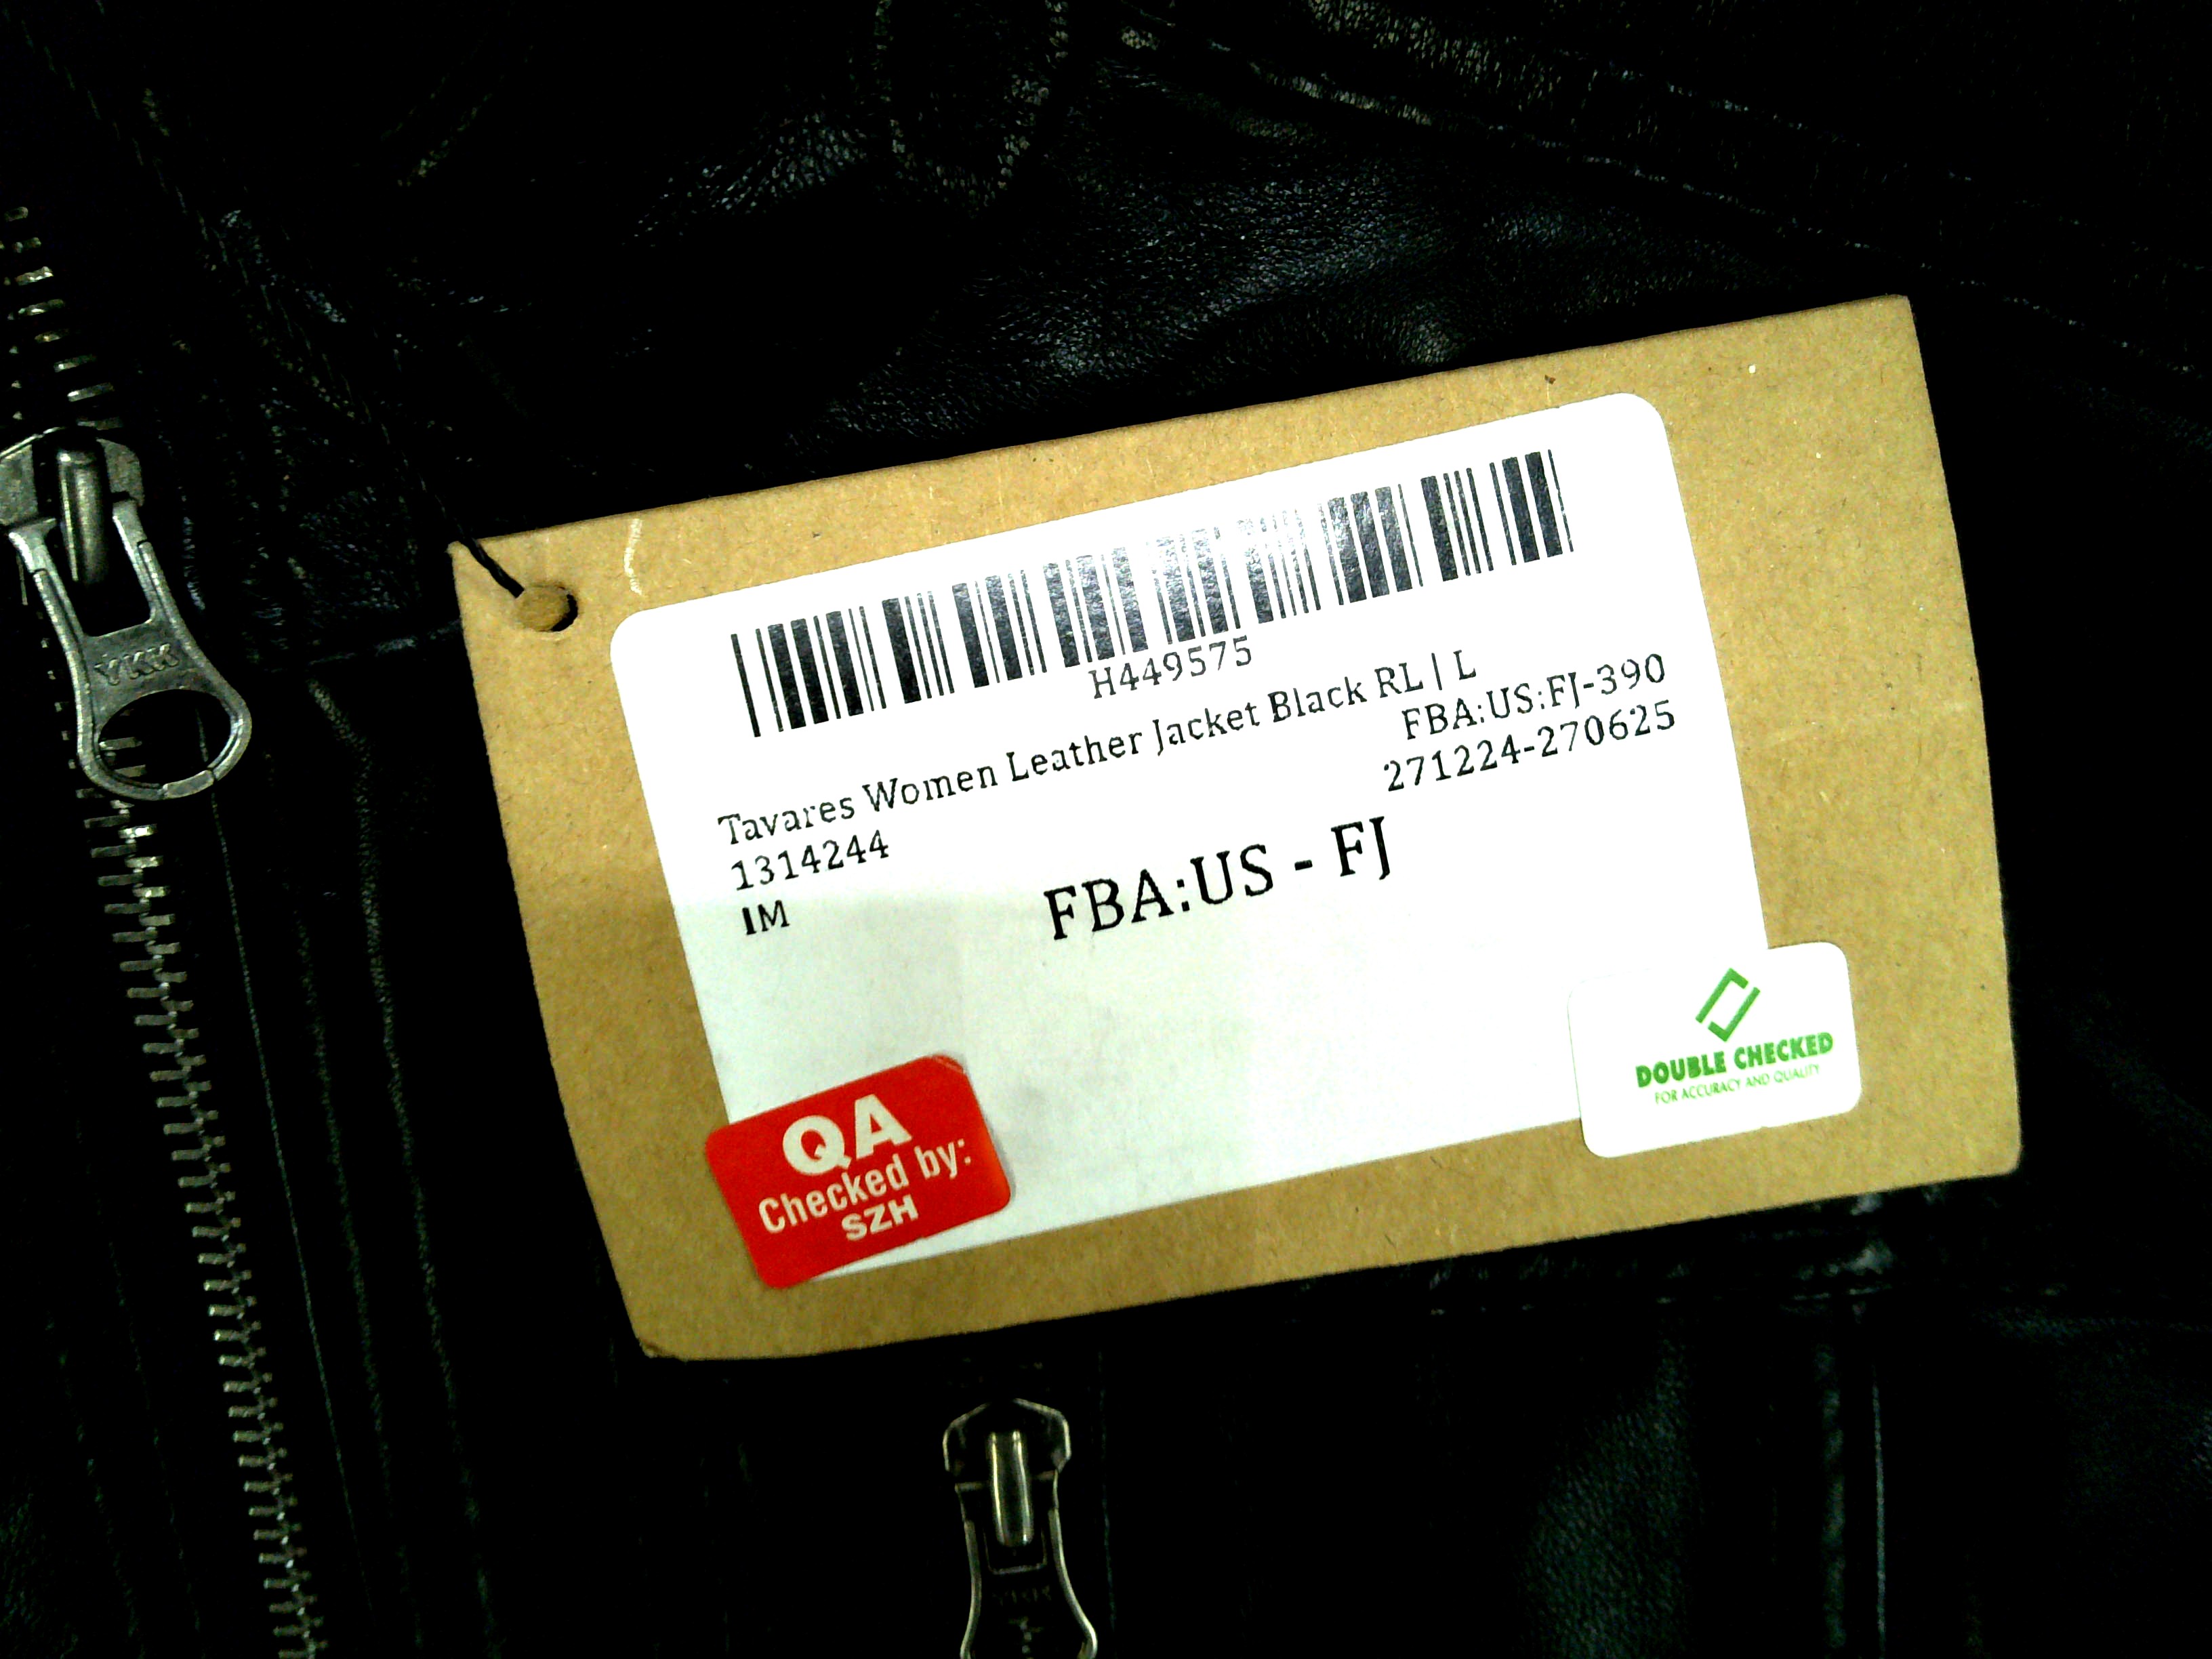 YKK
H449575
Tavares Women Leather Jacket Black RL | L
1314244
FBA:US:FJ-390
IM
271224-270625
FBA:US - FJ
QA
Checked by:
SZH
DOUBLE CHECKED
FOR ACCURACY AND QUALITY